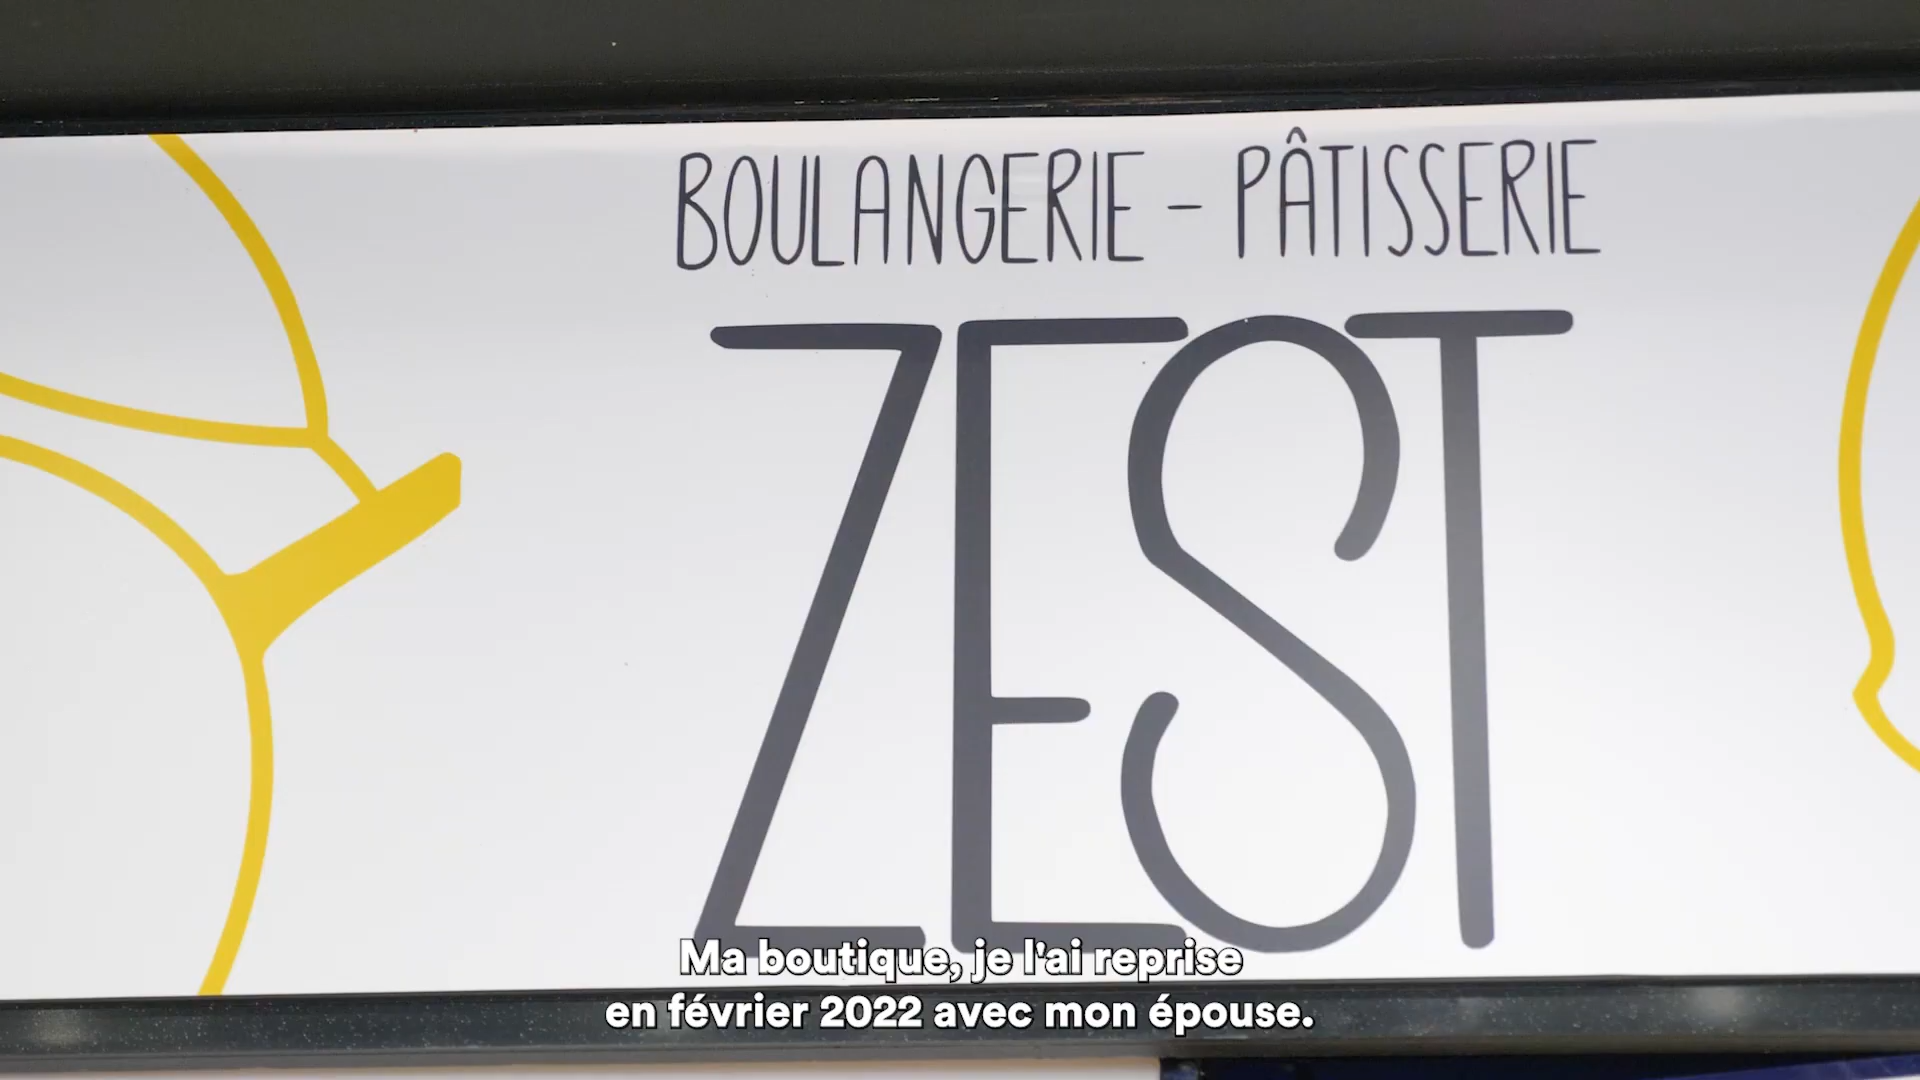 BOULANGERIE - PÂTISSERIE
ZEST
Ma boutique, je l'ai reprise
en février 2022 avec mon épouse.